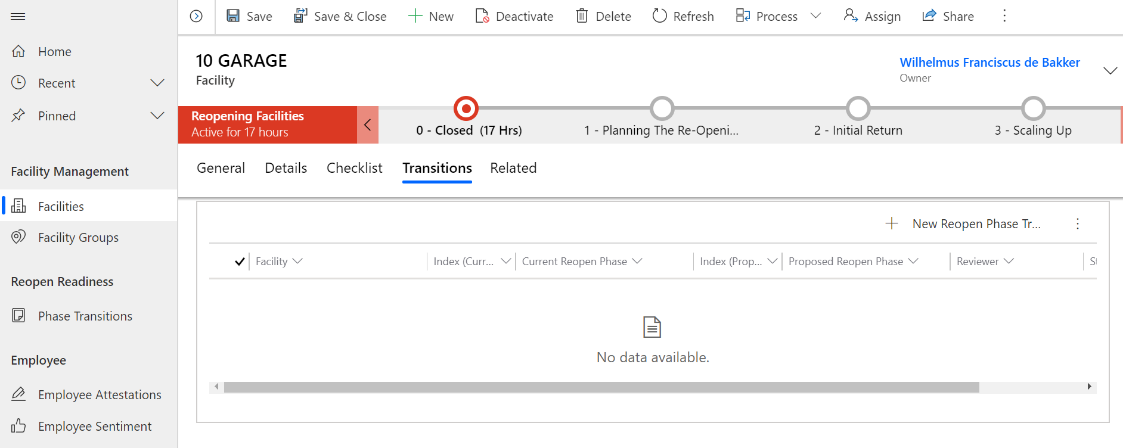 Save
Save & Close
New
Deactivate
Delete
Refresh
Process
Assign
Share
Home
Recent
Pinned
Facility Management
Facilities
Facility Groups
Reopen Readiness
Phase Transitions
Employee
Employee Attestations
Employee Sentiment
10 GARAGE
Facility
Wilhelmus Franciscus de Bakker
Owner
Reopening Facilities
Active for 17 hours
0 - Closed (17 Hrs)
1 - Planning The Re-Openi...
2 - Initial Return
3 - Scaling Up
General
Details
Checklist
Transitions
Related
New Reopen Phase Tr...
Facility
Index (Curr...
Current Reopen Phase
Index (Prop...
Proposed Reopen Phase
Reviewer
No data available.